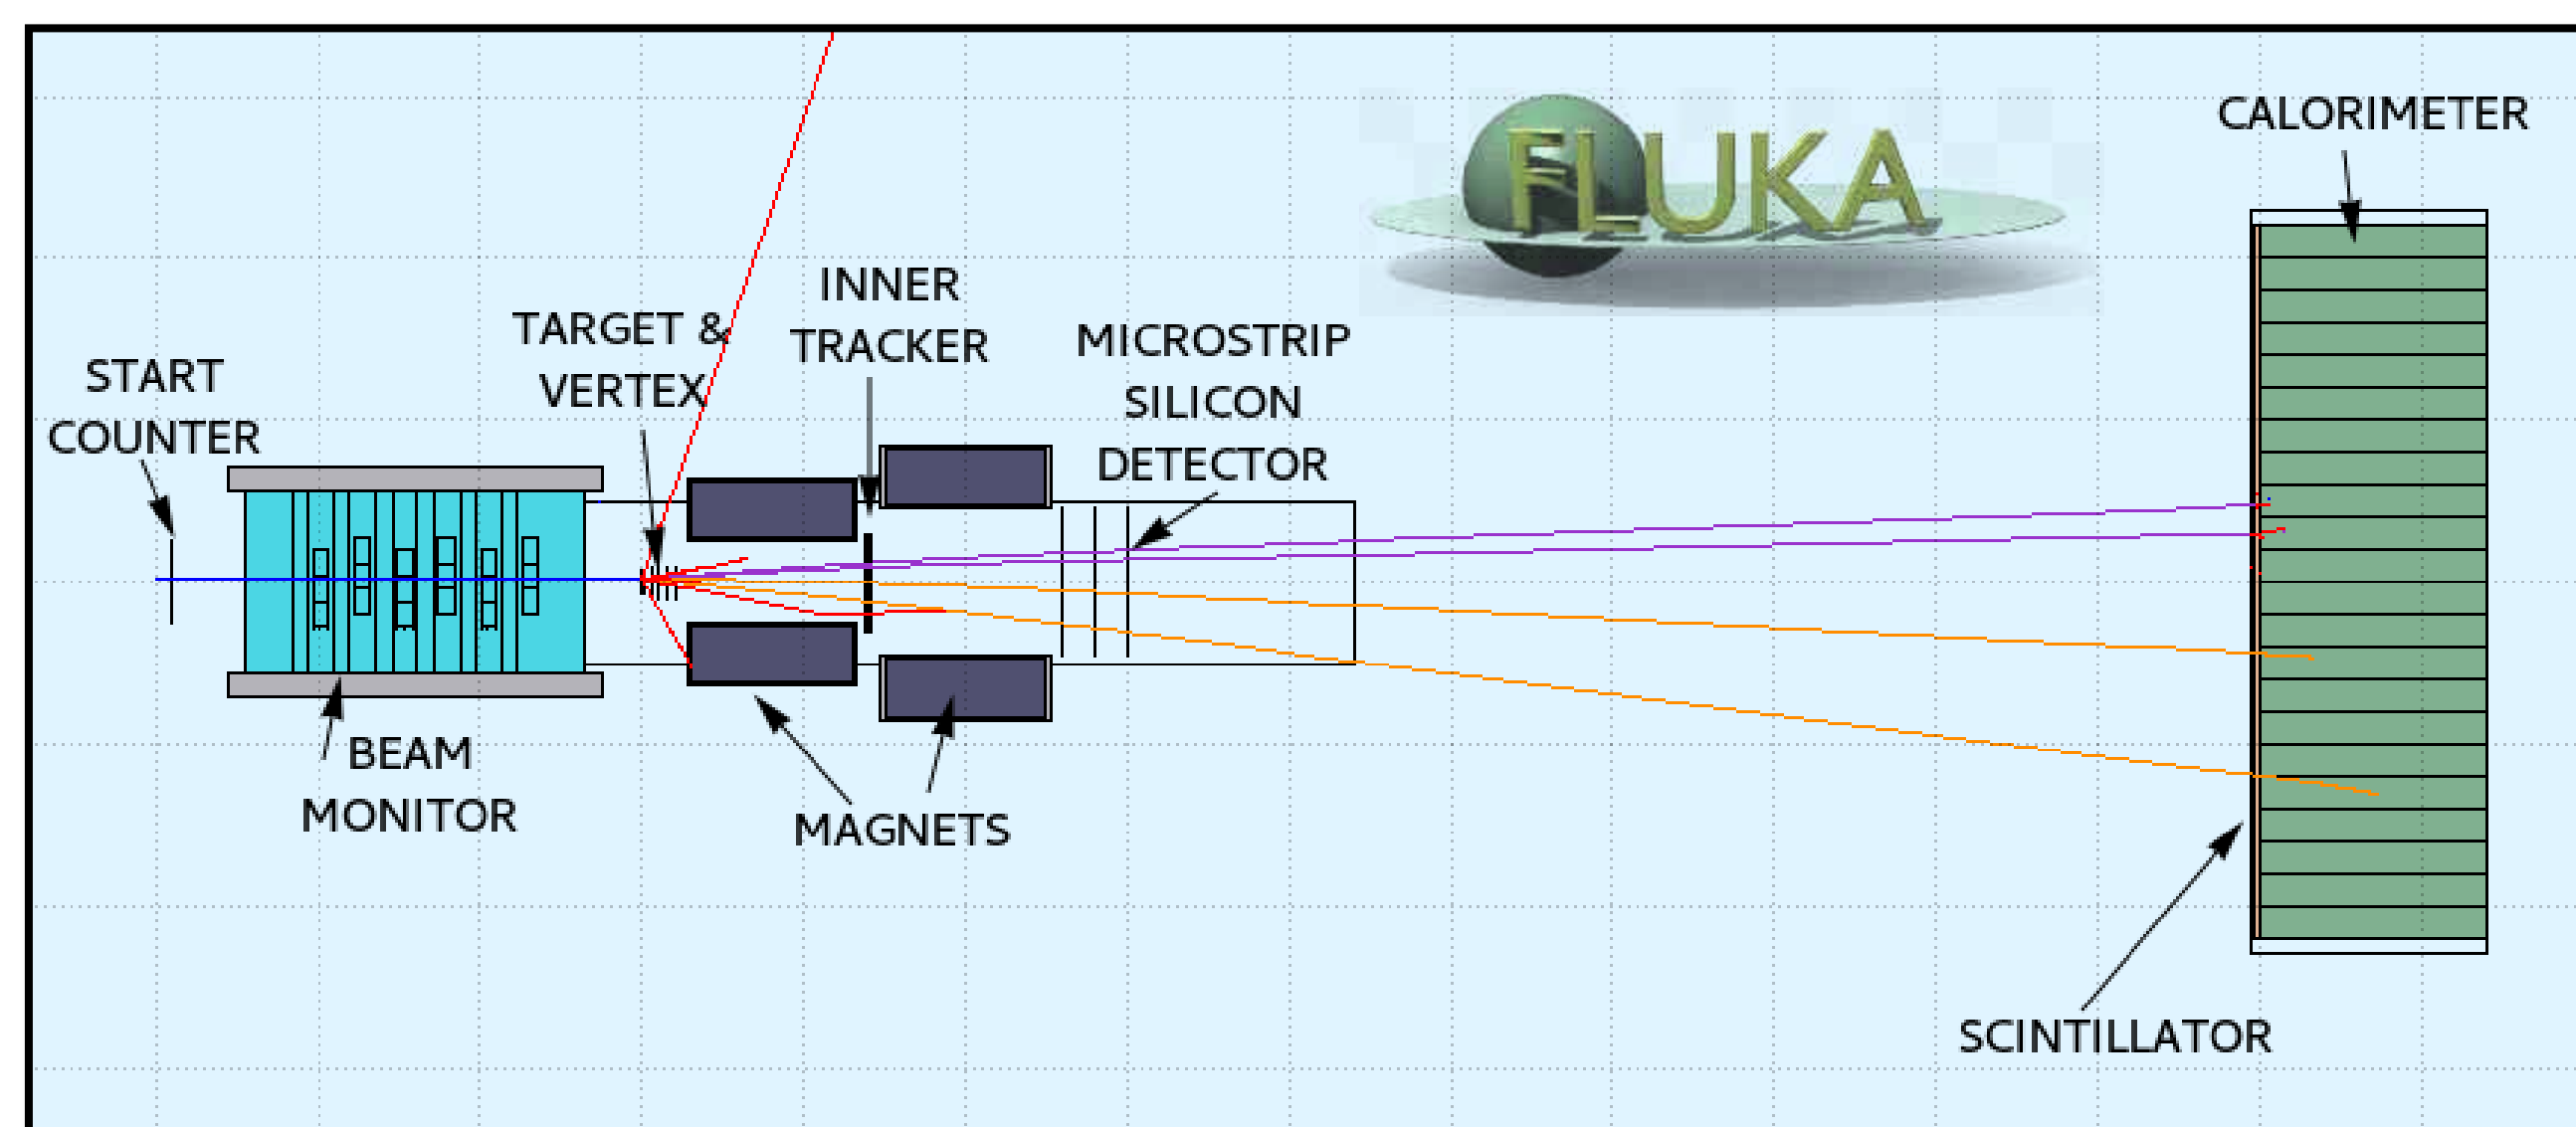 FLUKA
CALORIMETER
INNER
TRACKER
TARGET &
VERTEX
MICROSTRIP
SILICON
DETECTOR
START
COUNTER
BEAM
MONITOR
MAGNETS
SCINTILLATOR